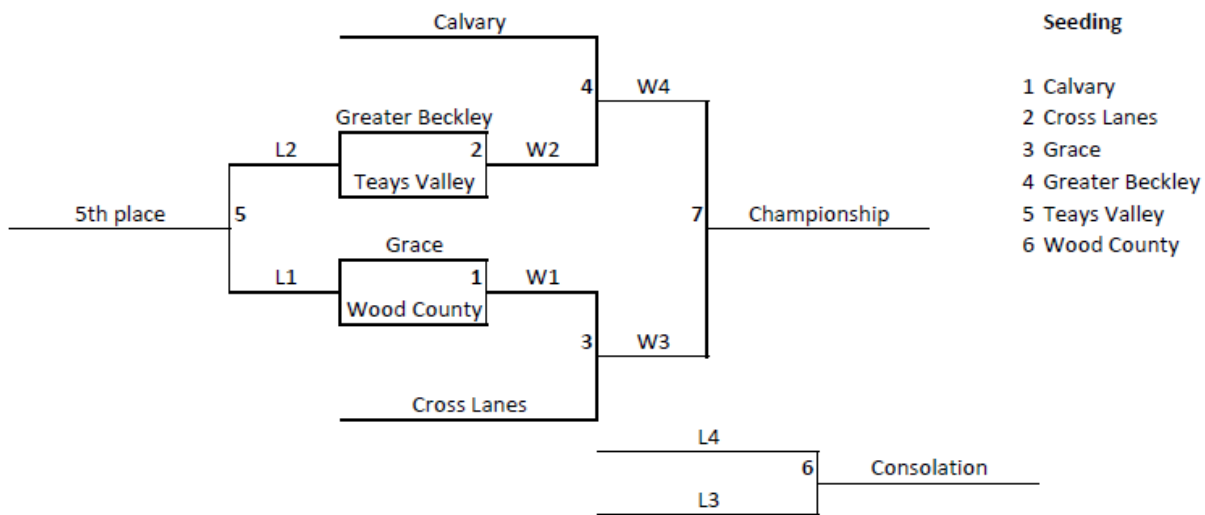 Calvary
Seeding
4 W4
1 Calvary
Greater Beckley
2 Cross Lanes
L2
2 W2
3 Grace
Teays Valley
4 Greater Beckley
5th place
5
7
Championship
5 Teays Valley
Grace
6 Wood County
L1
1 W1
Wood County
3 W3
Cross Lanes
L4
6
Consolation
L3